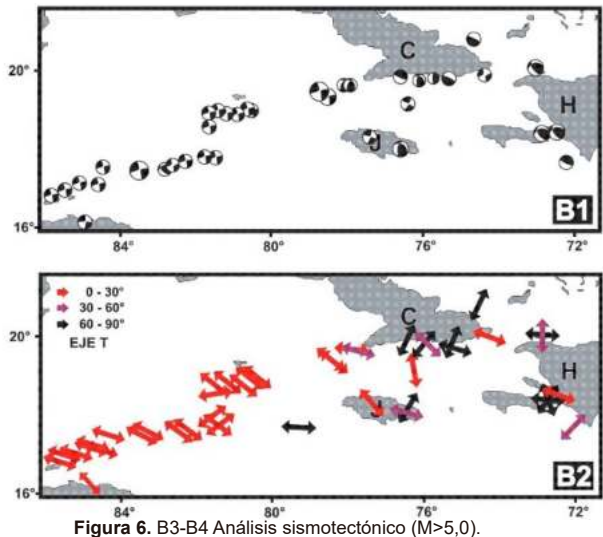 C
20°
H
J
B1
16°
84°
80°
76°
72°
0 - 30°
30 - 60°
60 - 90°
EJE T
C
20°
H
J
B2
16°
84°
80°
76°
72°
Figura 6. B3-B4 Análisis sismotectónico (M>5,0).